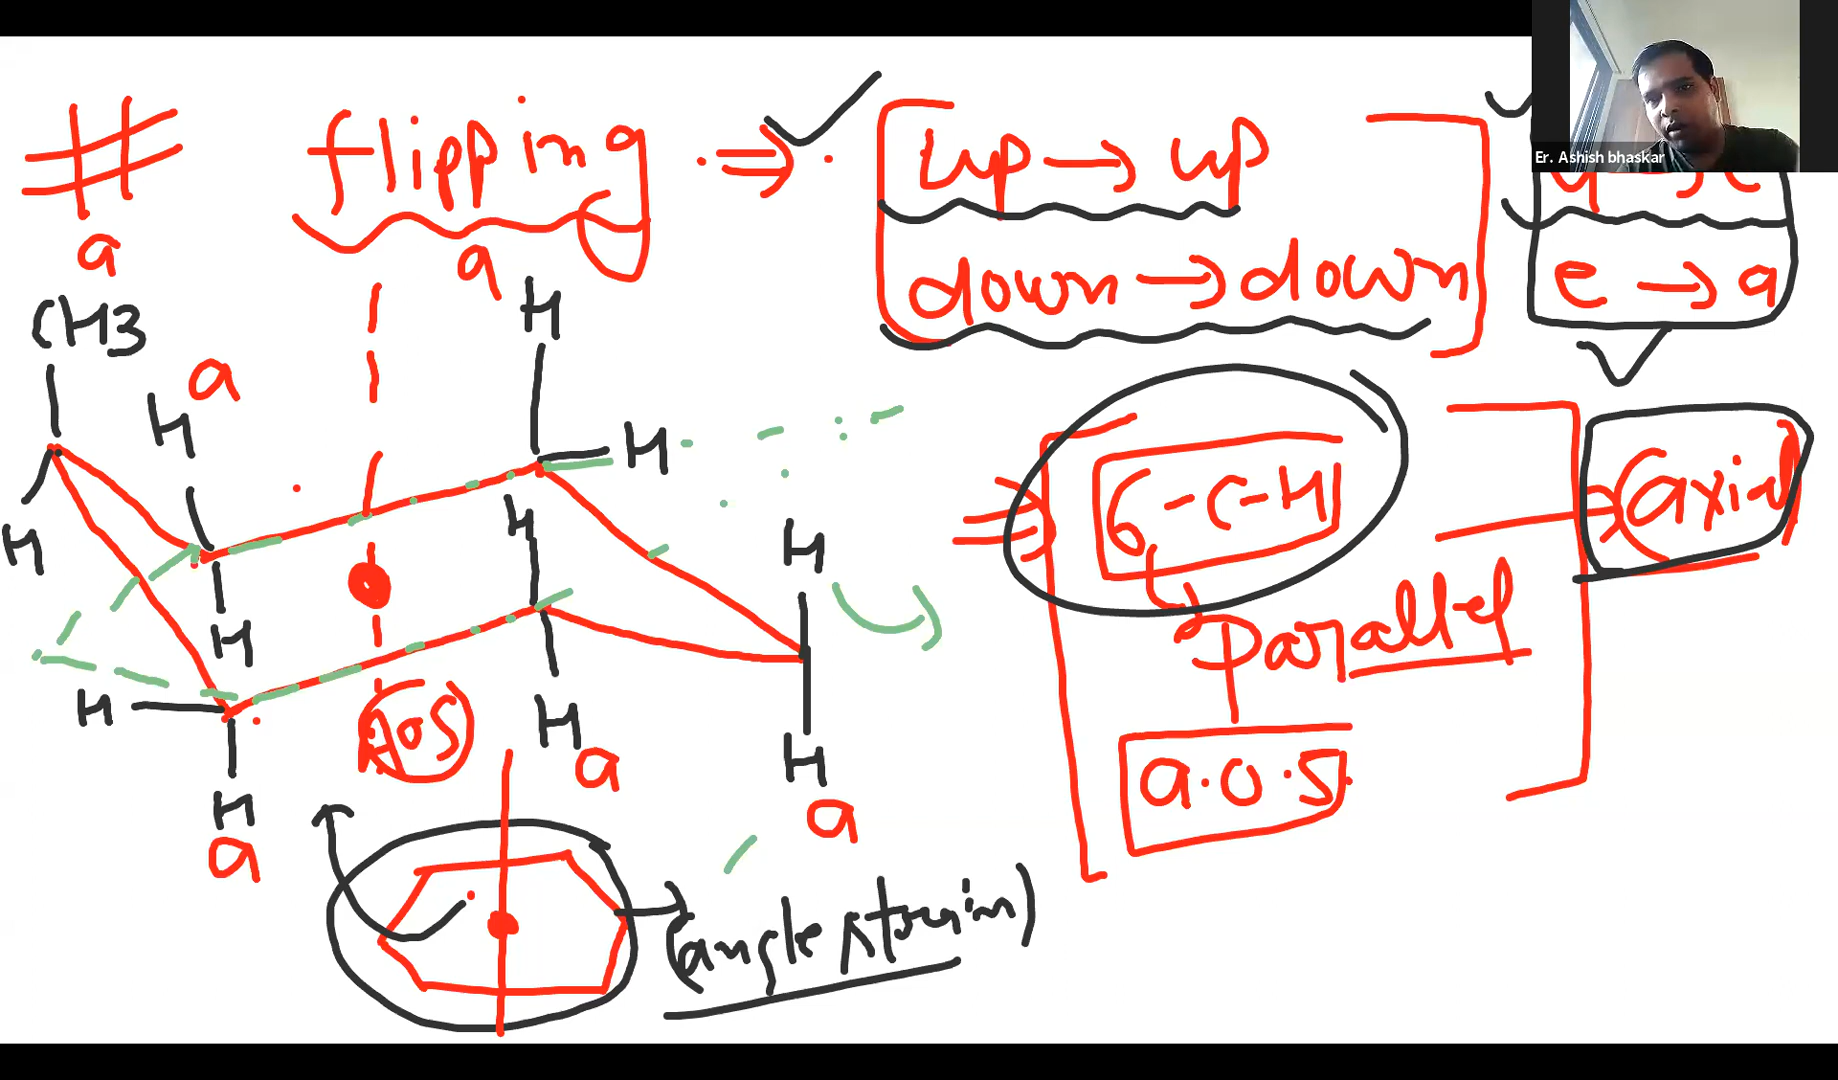 # flipping ⇒ up → up
down → down
Er. Ashish bhaskar
e → a
a
a
CH3
H
a
H
H
H
H
H
H
H
H
H
H
H
a
a
a
a
AOS
6-C-H
Parallel
a.o.s.
(axial
(angle strain)